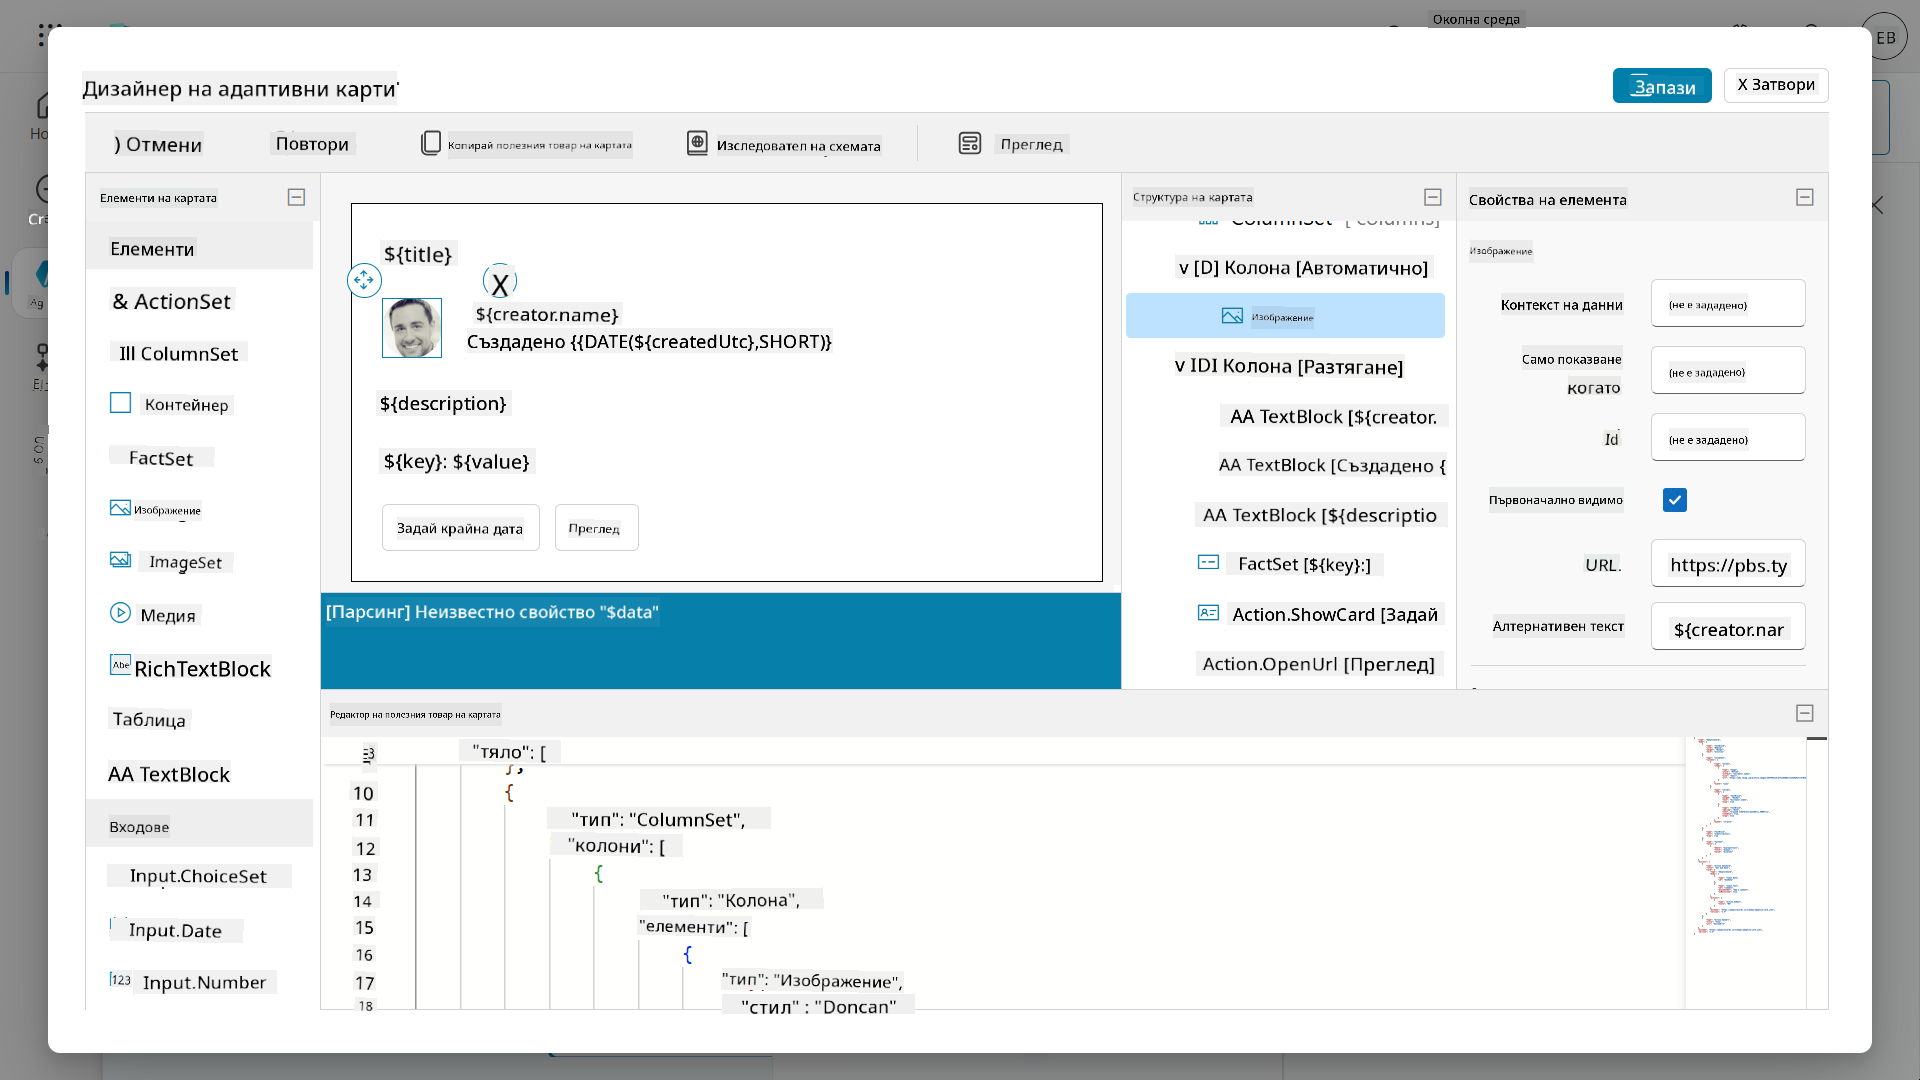 Околна среда
EB
Дизайнер на адаптивни карти
Запази
X Затвори
) Отмени
Повтори
Копирай полезния товар на картата
Изследовател на схемата
Преглед
Елементи на картата
Елементи
& ActionSet
Ill ColumnSet
Контейнер
FactSet
Изображение
ImageSet
Медия
RichTextBlock
Таблица
AA TextBlock
Входове
Input.ChoiceSet
Input.Date
Input.Number
${title}
X
${creator.name}
Създадено {{DATE(${createdUtc},SHORT)}
${description}
${key}: ${value}
Задай крайна дата
Преглед
[Парсинг] Неизвестно свойство "$data"
Структура на картата
ColumnSet [ columns]
v [D] Колона [Автоматично]
Изображение
v IDI Колона [Разтягане]
AA TextBlock [${creator.
AA TextBlock [Създадено {
AA TextBlock [${descriptio
FactSet [${key}:]
Action.ShowCard [Задай
Action.OpenUrl [Преглед]
Свойства на елемента
Изображение
Контекст на данни
(не е зададено)
Само показване
когато
(не е зададено)
Id
(не е зададено)
Първоначално видимо
URL.
https://pbs.ty
Алтернативен текст
${creator.nar
Редактор на полезния товар на картата
3 "тяло": [
},
10 {
11 "тип": "ColumnSet",
12 "колони": [
13 {
14 "тип": "Колона",
15 "елементи": [
16 {
17 "тип": "Изображение",
18 "стил" : "Doncan"